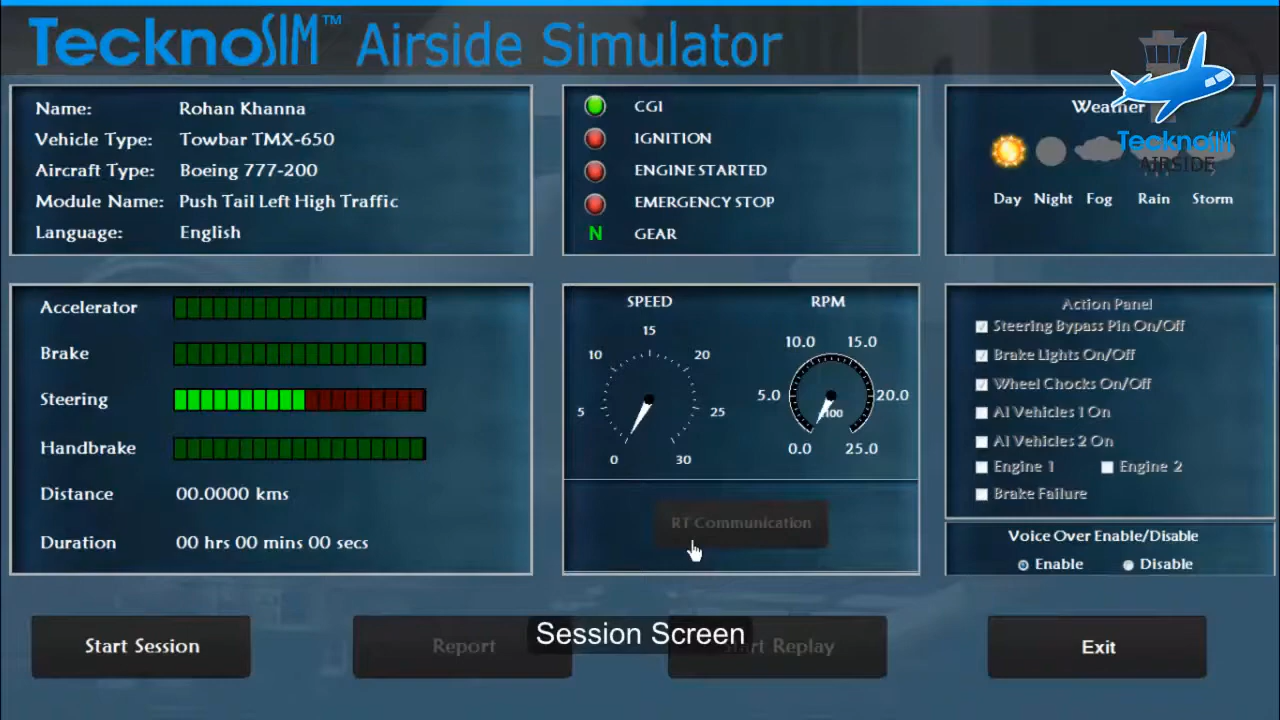 TecknoSIM™ Airside Simulator
Name: Rohan Khanna
Vehicle Type: Towbar TMX-650
Aircraft Type: Boeing 777-200
Module Name: Push Tail Left High Traffic
Language: English
CGI
IGNITION
ENGINE STARTED
EMERGENCY STOP
N GEAR
Weather
TecknoSIM
AIRSIDE
Day Night Fog Rain Storm
Accelerator
Brake
Steering
Handbrake
Distance 00.0000 kms
Duration 00 hrs 00 mins 00 secs
SPEED
0 5 10 15 20 25 30
RPM
0.0 5.0 10.0 15.0 20.0 25.0
x100
RT Communication
Action Panel
Steering Bypass Pin On/Off
Brake Lights On/Off
Wheel Chocks On/Off
AI Vehicles 1 On
AI Vehicles 2 On
Engine 1 Engine 2
Brake Failure
Voice Over Enable/Disable
Enable Disable
Start Session
Report
Session Screen
Replay
Exit